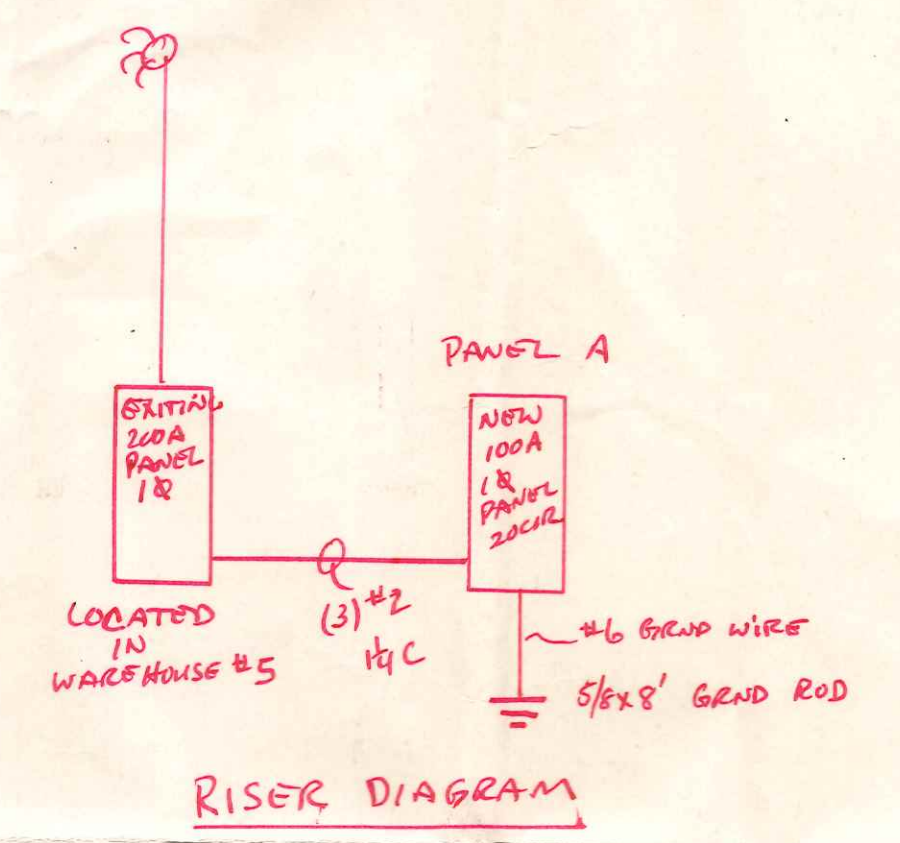 PANEL A
EXITING
200A
PANEL
1Ø
NEW
100A
1Ø
PANEL
20CIR
LOCATED
IN
WAREHOUSE #5
(3) #2
1¼ C
#6 GRND WIRE
5/8x8' GRND ROD
RISER DIAGRAM